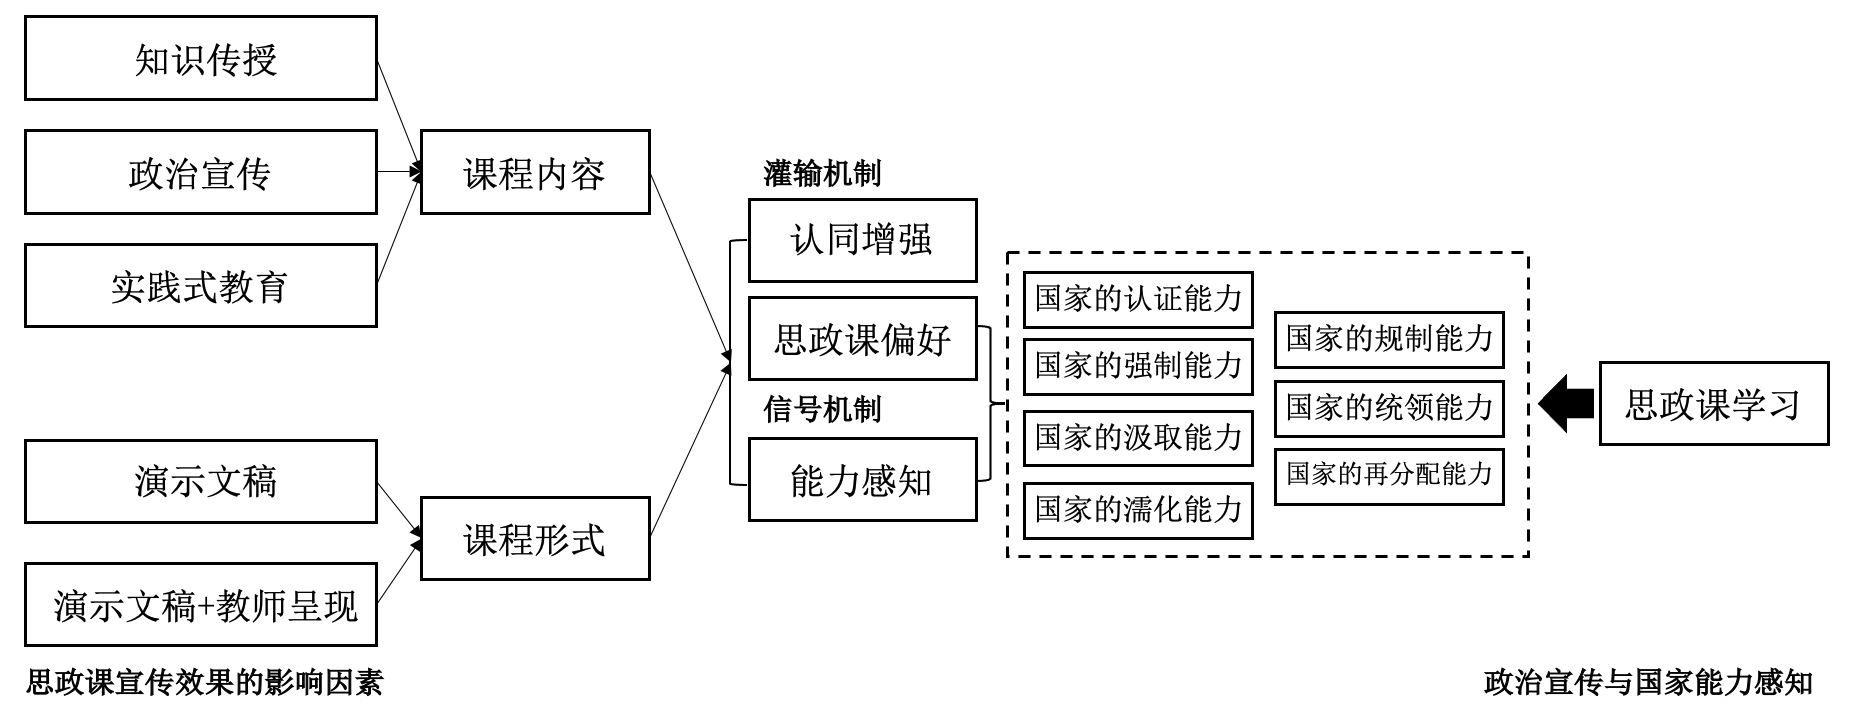 知识传授
政治宣传
实践式教育
演示文稿
演示文稿+教师呈现
思政课宣传效果的影响因素
课程内容
课程形式
灌输机制
认同增强
思政课偏好
信号机制
能力感知
国家的认证能力
国家的强制能力
国家的汲取能力
国家的濡化能力
国家的规制能力
国家的统领能力
国家的再分配能力
思政课学习
政治宣传与国家能力感知